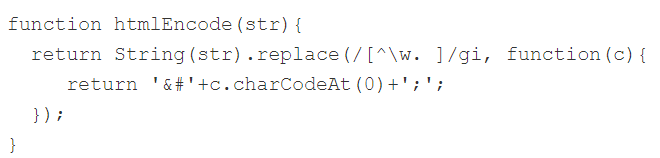 function htmlEncode(str){
  return String(str).replace(/[^\w. ]/gi, function(c){
     return '&#'+c.charCodeAt(0)+';';
  });
}